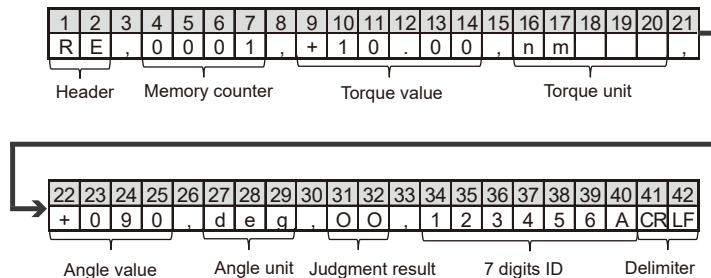 1 2 3 4 5 6 7 8 9 10 11 12 13 14 15 16 17 18 19 20 21
R E , 0 0 0 1 , + 1 0 . 0 0 , n m ,
Header Memory counter Torque value Torque unit
22 23 24 25 26 27 28 29 30 31 32 33 34 35 36 37 38 39 40 41 42
+ 0 9 0 , d e g , O O , 1 2 3 4 5 6 A CR LF
Angle value Angle unit Judgment result 7 digits ID Delimiter